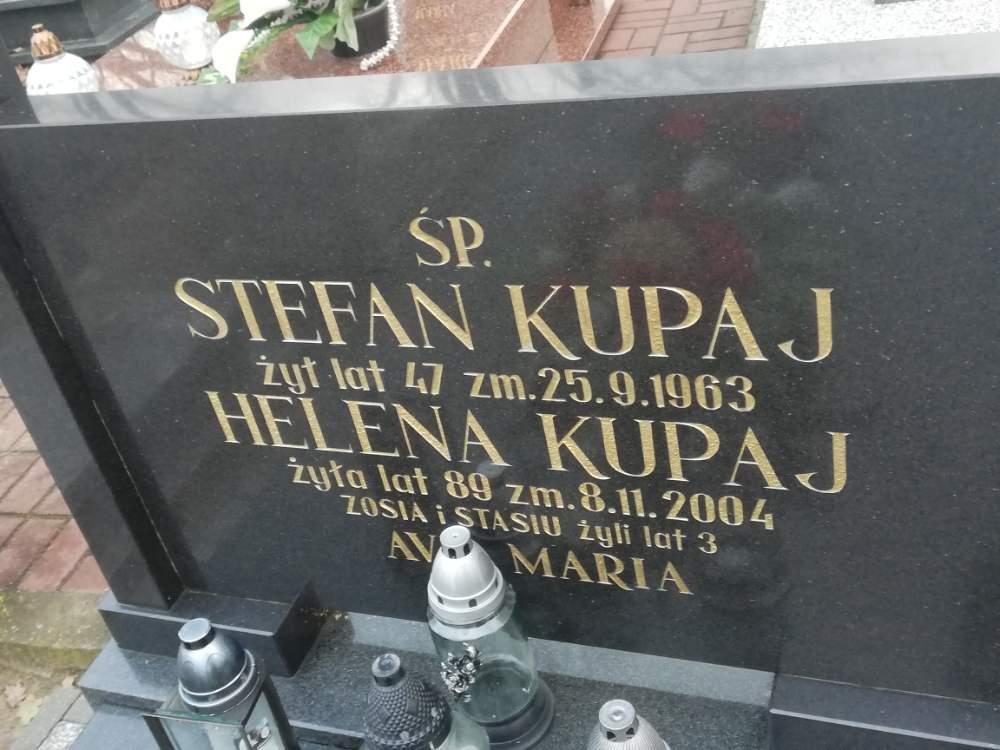 ŚP.
STEFAN KUPAJ
żył lat 47 zm. 25.9.1963
HELENA KUPAJ
żyła lat 89 zm. 8.11.2004
ZOSIA i STASIU żyli lat 3
MARIA